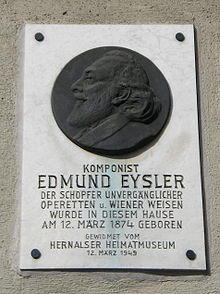 KOMPONIST
EDMUND EYSLER
DER SCHÖPFER UNVERGÄNGLICHER
OPERETTEN U. WIENER WEISEN
WURDE IN DIESEM HAUSE
AM 12. MÄRZ 1874 GEBOREN
GEWIDMET VOM
HERNALSER HEIMATMUSEUM
12. MÄRZ 1949